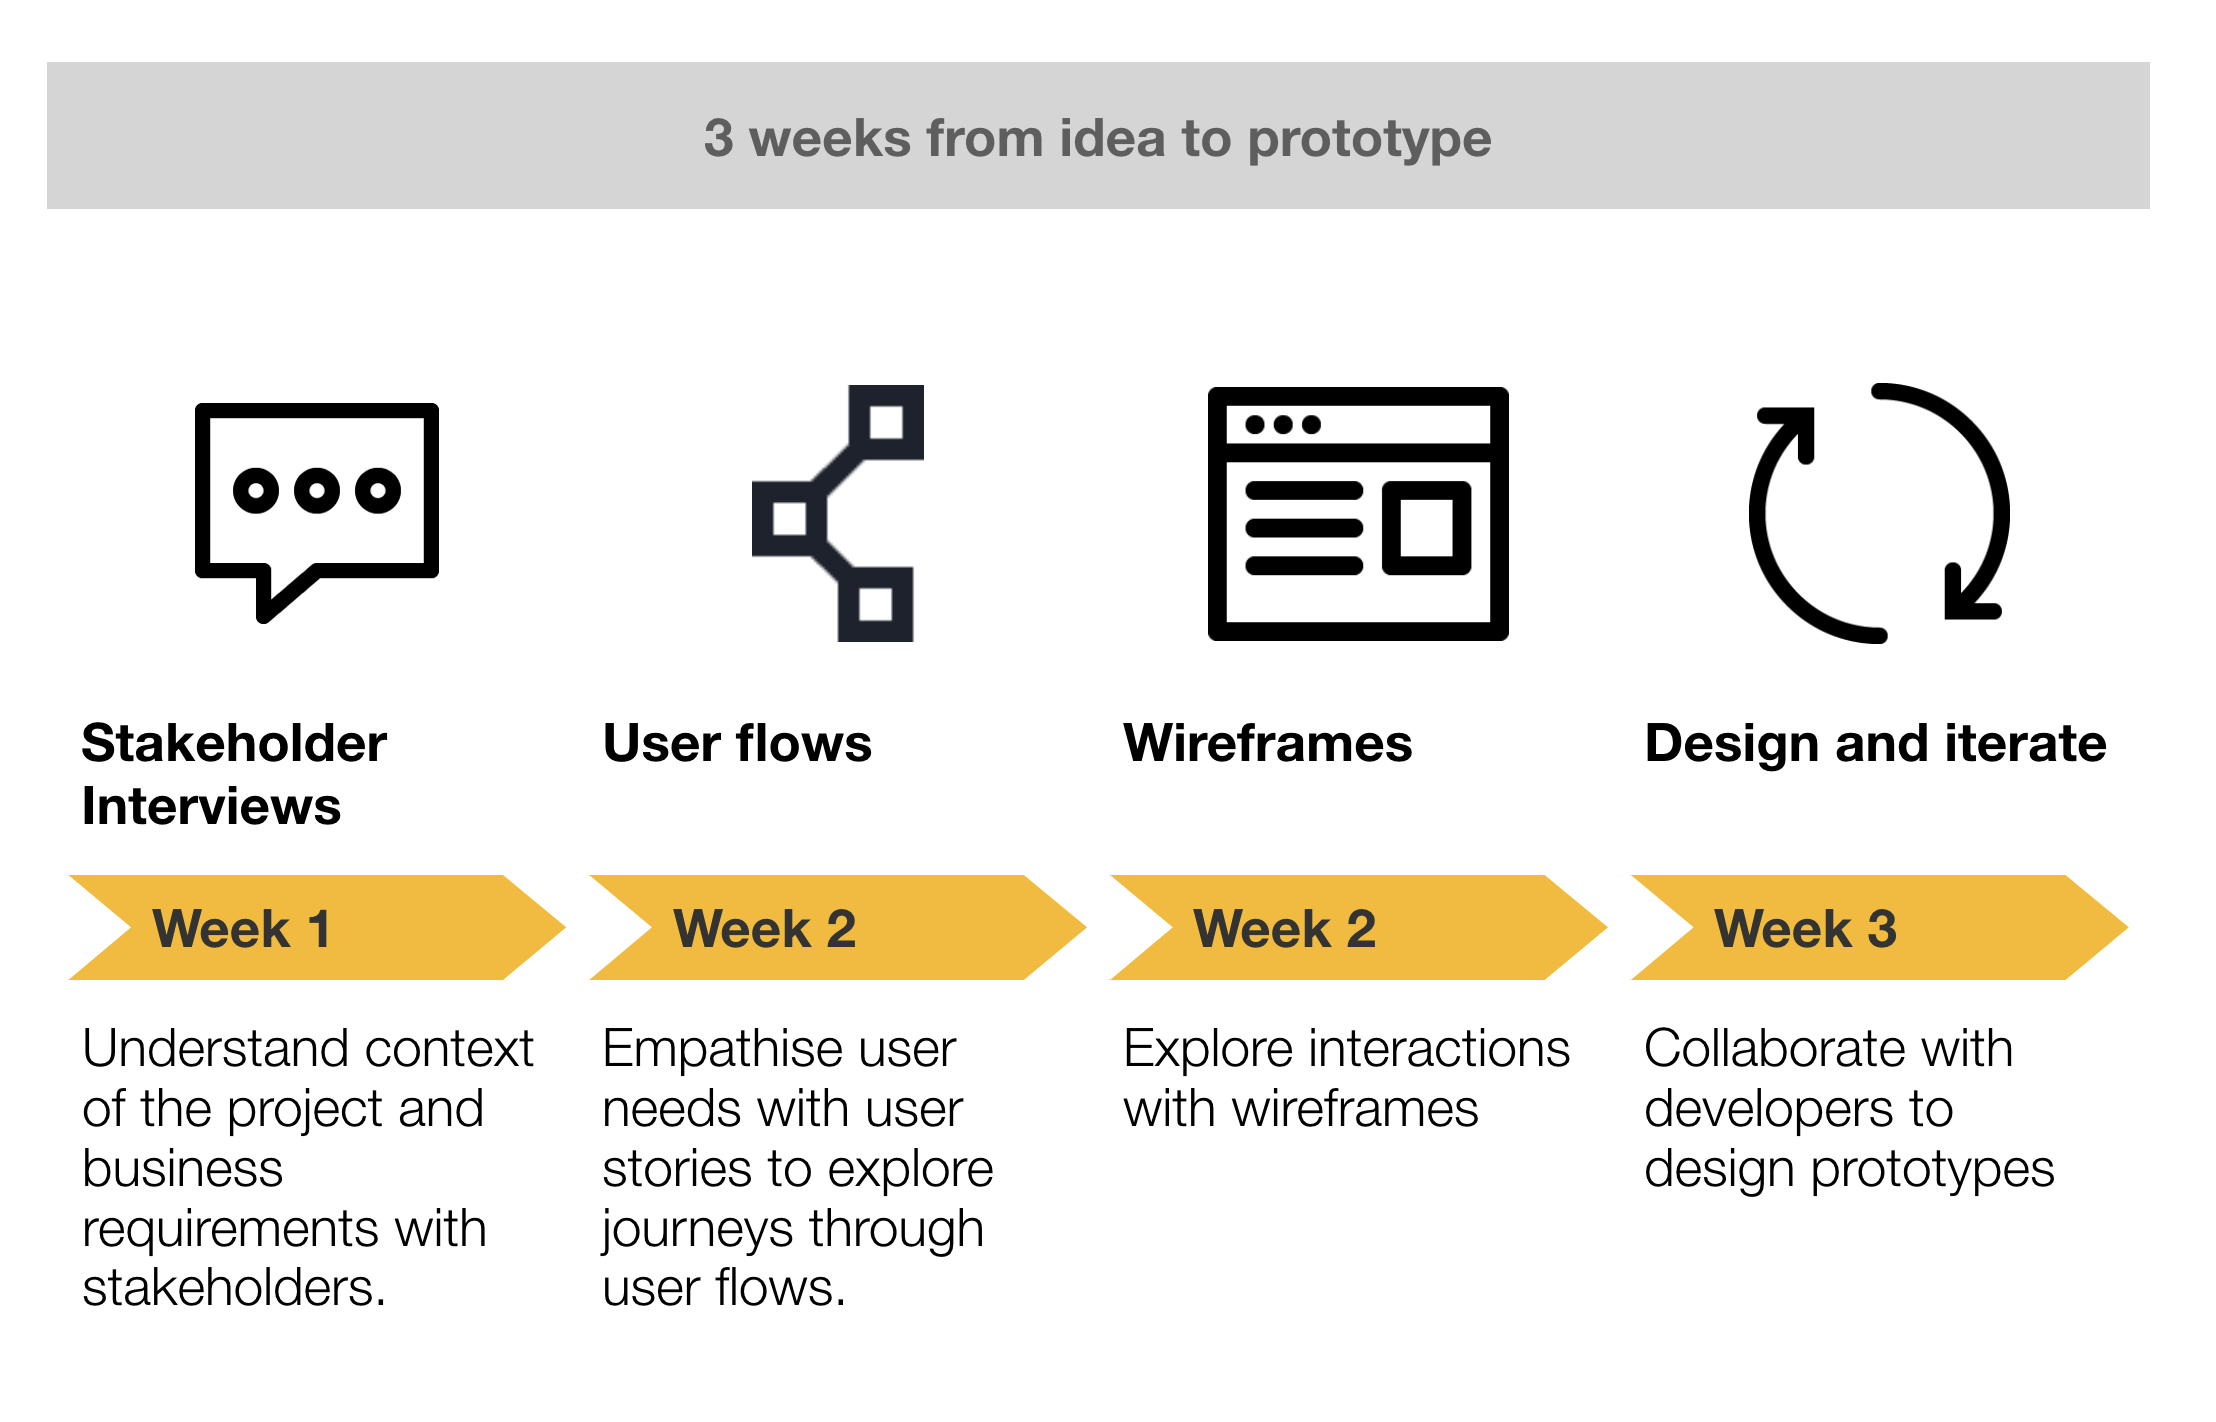 3 weeks from idea to prototype
Stakeholder
Interviews
User flows
Wireframes
Design and iterate
Week 1
Week 2
Week 2
Week 3
Understand context
of the project and
business
requirements with
stakeholders.
Empathise user
needs with user
stories to explore
journeys through
user flows.
Explore interactions
with wireframes
Collaborate with
developers to
design prototypes